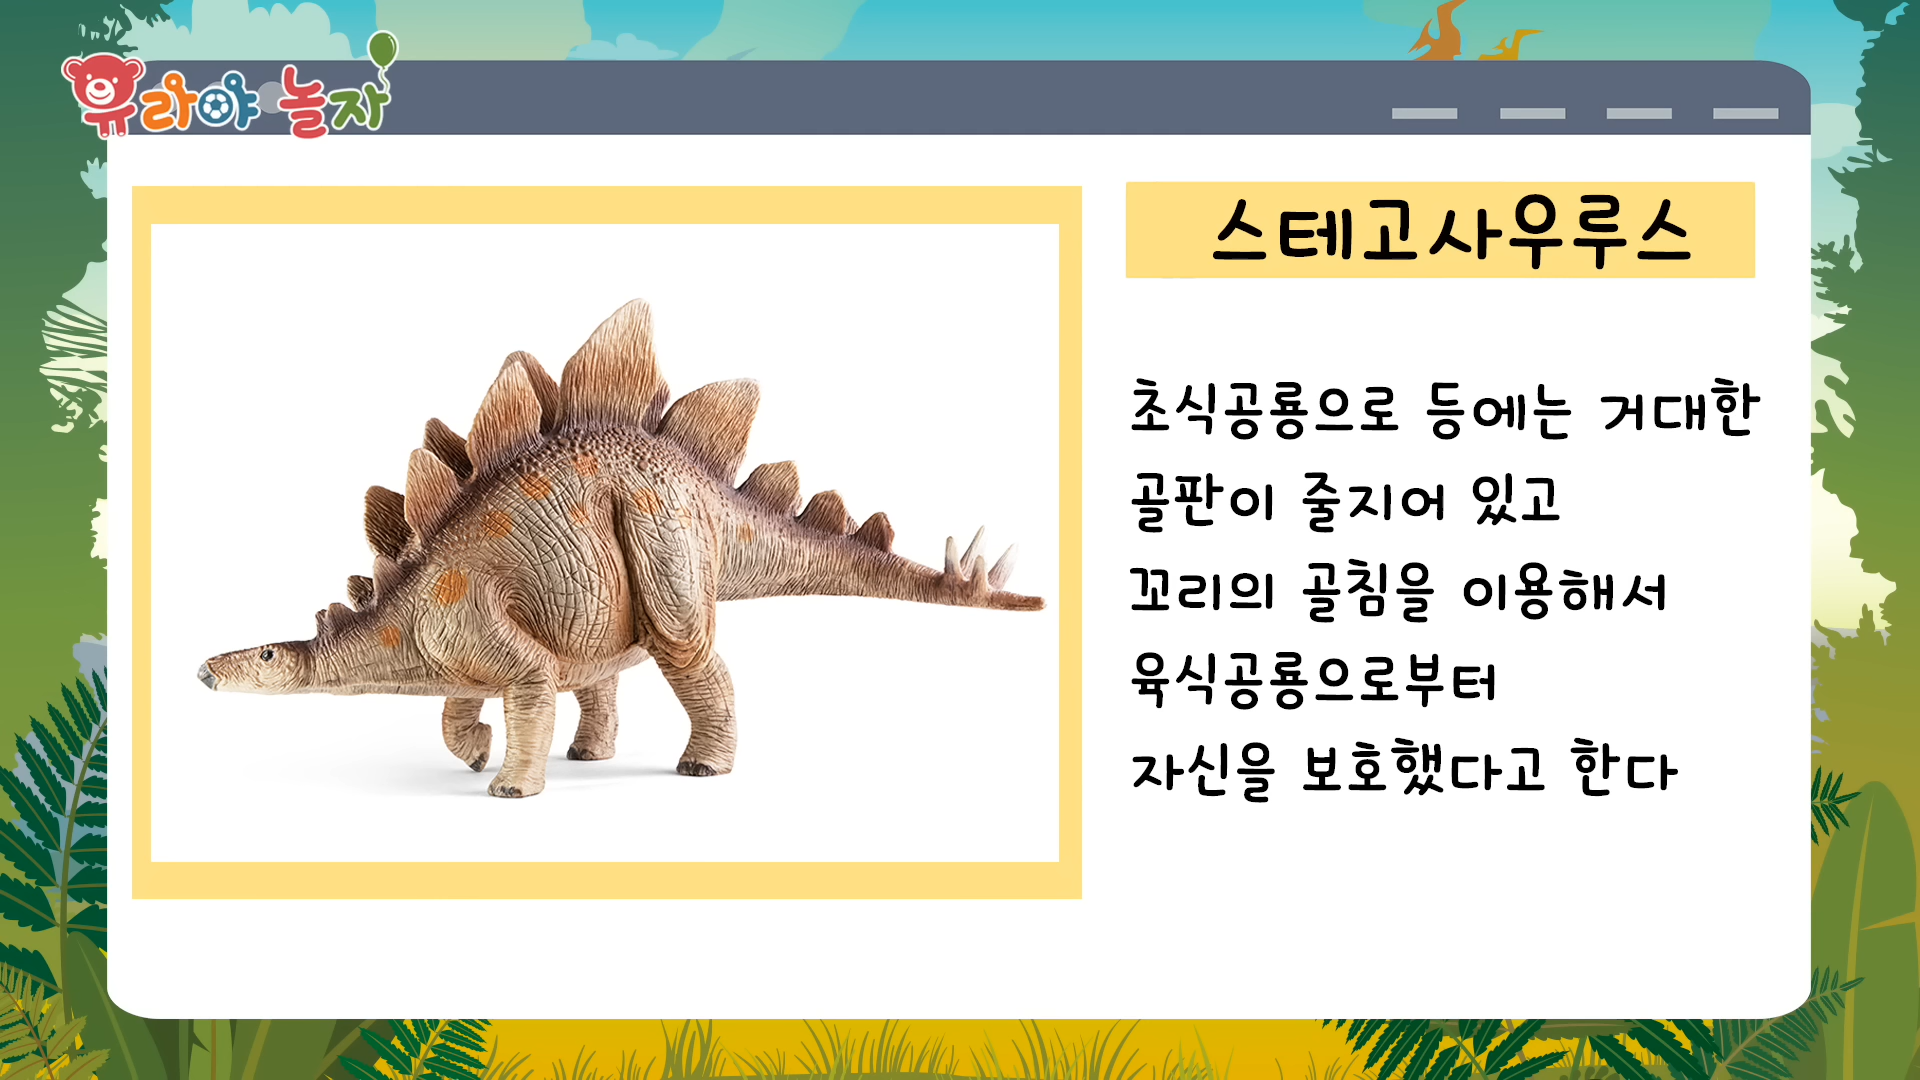 유라야 놀자
스테고사우루스
초식공룡으로 등에는 거대한
골판이 줄지어 있고
꼬리의 골침을 이용해서
육식공룡으로부터
자신을 보호했다고 한다